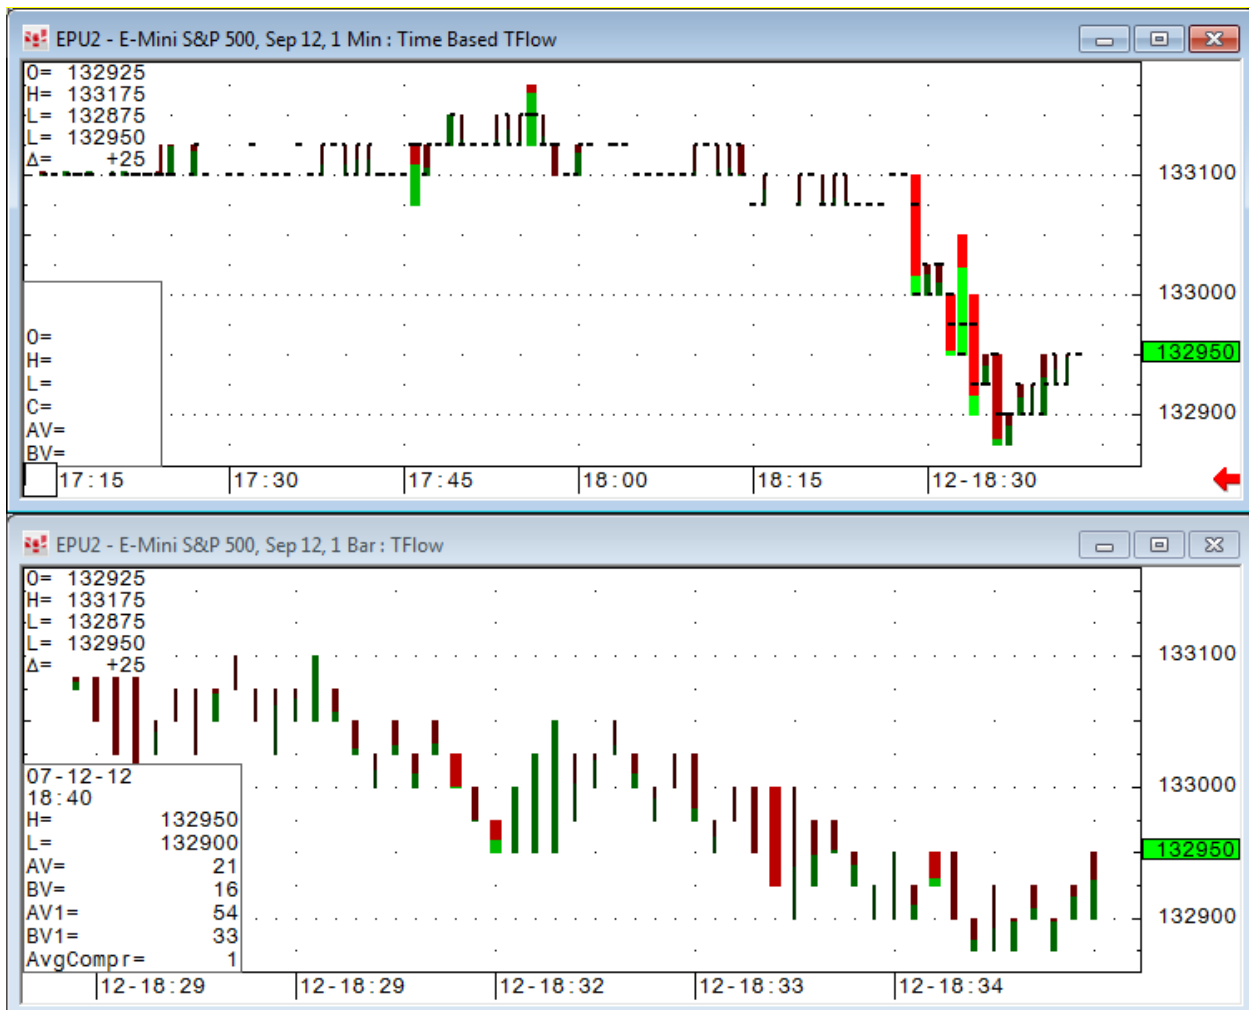 EPU2 - E-Mini S&P 500, Sep 12, 1 Min : Time Based TFlow
O= 132925
H= 133175
L= 132875
L= 132950
Δ= +25
133100
133000
132950
132900
O=
H=
L=
C=
AV=
BV=
17:15 17:30 17:45 18:00 18:15 12-18:30
EPU2 - E-Mini S&P 500, Sep 12, 1 Bar : TFlow
O= 132925
H= 133175
L= 132875
L= 132950
Δ= +25
133100
133000
132950
132900
07-12-12
18:40
H= 132950
L= 132900
AV= 21
BV= 16
AV1= 54
BV1= 33
AvgCompr= 1
12-18:29 12-18:29 12-18:32 12-18:33 12-18:34